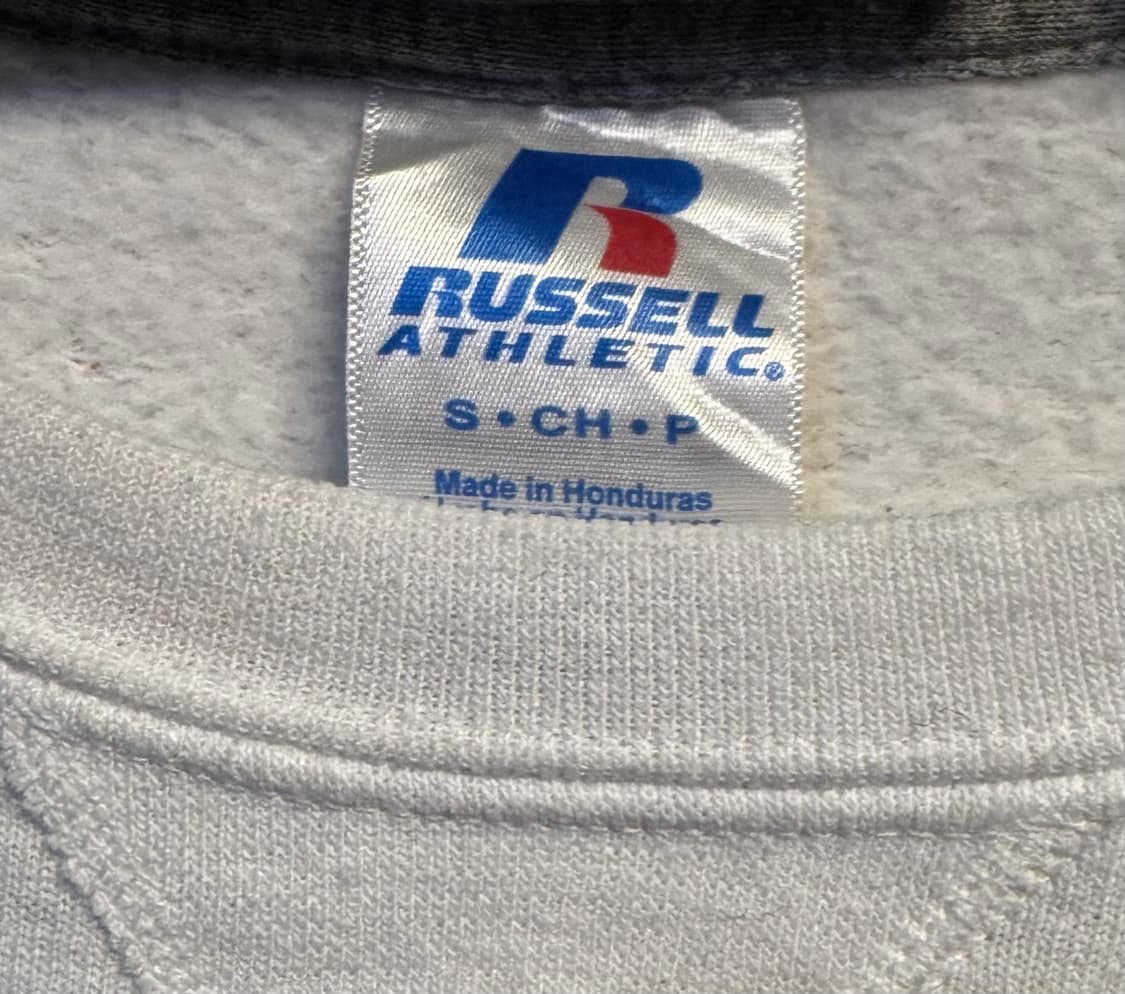 R
RUSSELL
ATHLETIC®
S • CH • P
Made in Honduras